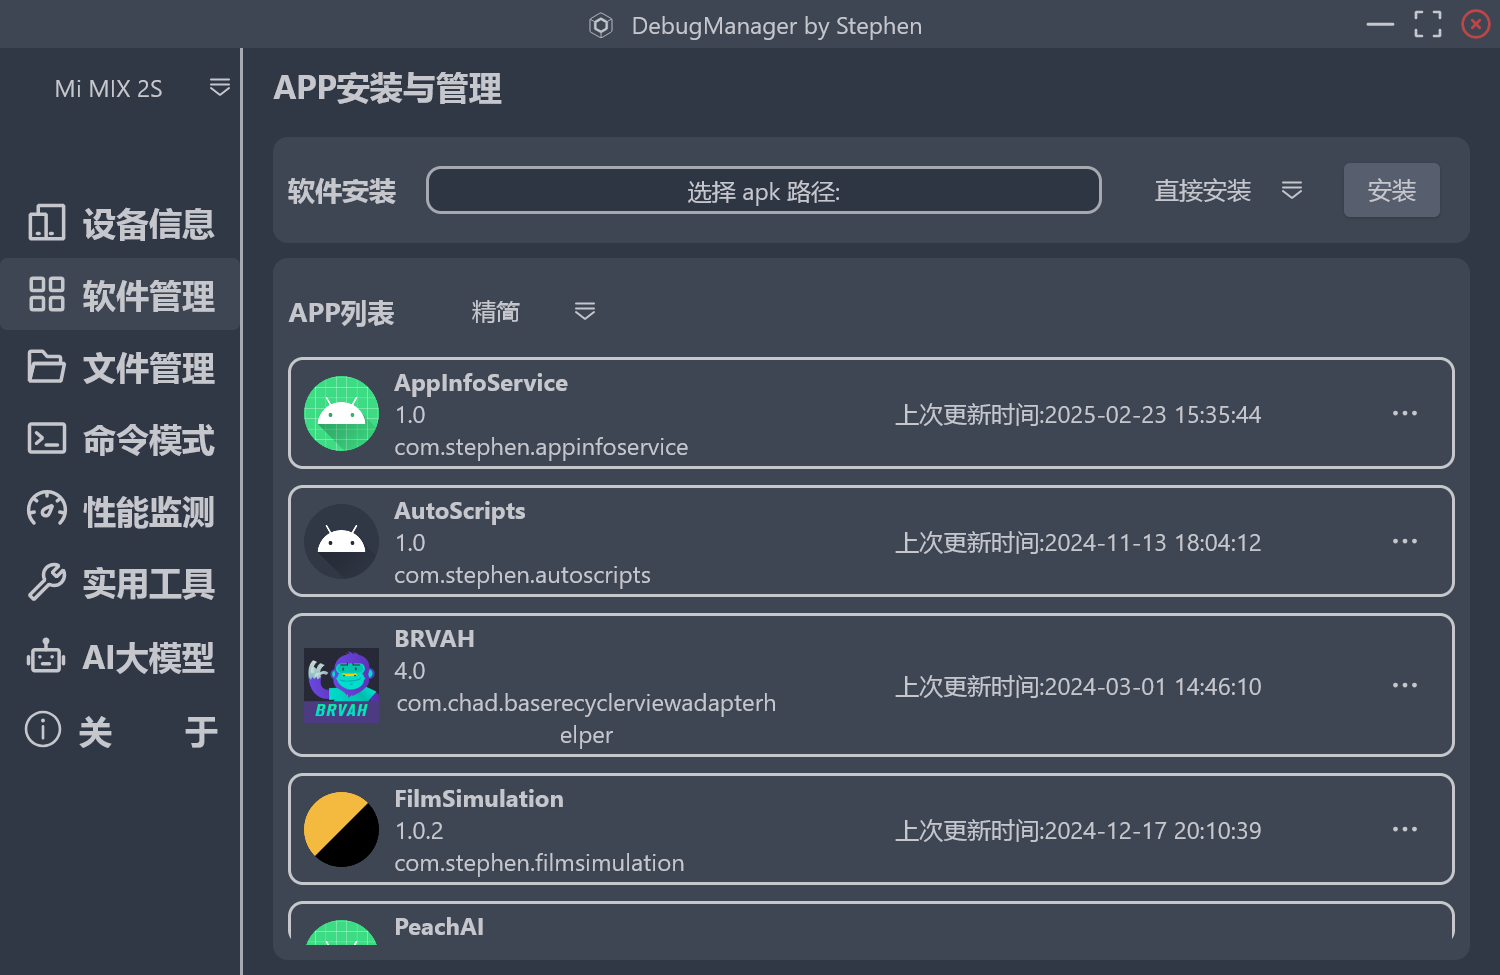 DebugManager by Stephen
Mi MIX 2S
设备信息
软件管理
文件管理
命令模式
性能监测
实用工具
AI大模型
关 于
APP安装与管理
软件安装
选择 apk 路径:
直接安装
安装
APP列表
精简
AppInfoService
1.0
com.stephen.appinfoservice
上次更新时间:2025-02-23 15:35:44
AutoScripts
1.0
com.stephen.autoscripts
上次更新时间:2024-11-13 18:04:12
BRVAH
BRVAH
4.0
com.chad.baserecyclerviewadapterh
elper
上次更新时间:2024-03-01 14:46:10
FilmSimulation
1.0.2
com.stephen.filmsimulation
上次更新时间:2024-12-17 20:10:39
PeachAI